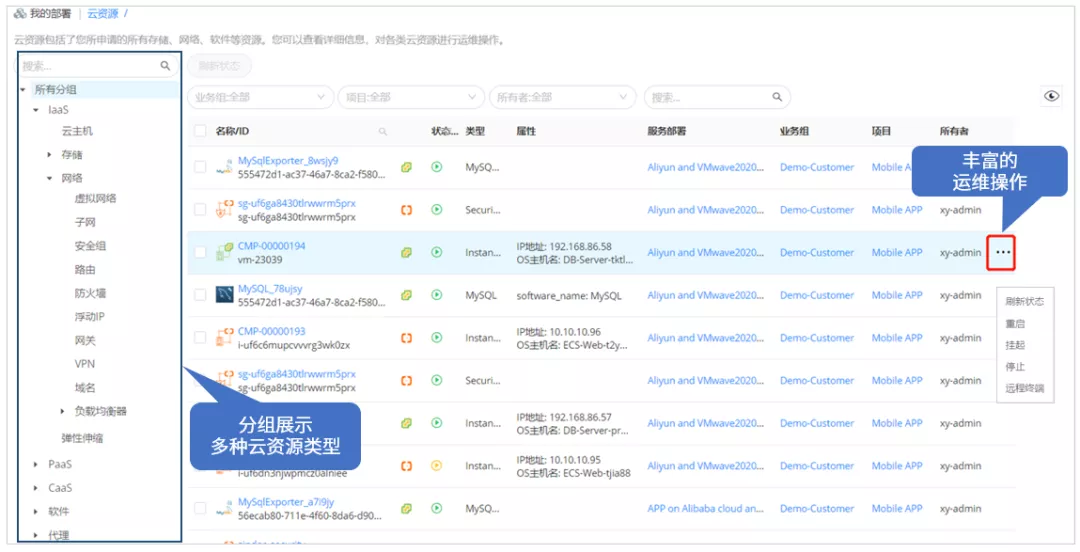 我的部署 | 云资源 /
云资源包括了您所申请的所有存储、网络、软件等资源。您可以查看详细信息，对各类云资源进行运维操作。
搜索...
所有分组
IaaS
云主机
存储
网络
虚拟网络
子网
安全组
路由
防火墙
浮动IP
网关
VPN
域名
负载均衡器
弹性伸缩
PaaS
CaaS
软件
代理
分组展示
多种云资源类型
刷新状态
业务组:全部 项目:全部 所有者:全部 搜索...
名称/ID 状态... 类型 属性 服务部署 业务组 项目 所有者
MySqlExporter_8wsjy9
555472d1-ac37-46a7-8ca2-f580...
MySQ... Aliyun and VMwave2020... Demo-Customer Mobile A
丰富的
运维操作
sg-uf6ga8430tlrwwrm5prx
sg-uf6ga8430tlrwwrm5prx
Securi... Aliyun and VMwave2020... Demo-Customer Mobile APP xy-admin
CMP-00000194
vm-23039
Instan...
IP地址: 192.168.86.58
OS主机名: DB-Server-tktl...
Aliyun and VMwave2020... Demo-Customer Mobile APP xy-admin ...
MySQL_78ujsy
555472d1-ac37-46a7-8ca2-f580...
MySQL software_name: MySQL Aliyun and VMwave2020... Demo-Customer Mobile APP xy-admin
刷新状态
重启
挂起
停止
远程终端
CMP-00000193
i-uf6c6mupcvvvrg3wk0zx
Instan...
IP地址: 10.10.10.96
OS主机名: ECS-Web-t2y...
Aliyun and VMwave2020... Demo-Customer Mobile APP xy-admin
sg-uf6ga8430tlrwwrm5prx
sg-uf6ga8430tlrwwrm5prx
Securi... Aliyun and VMwave2020... Demo-Customer Mobile APP xy-admin
Instan...
IP地址: 192.168.86.57
OS主机名: DB-Server-pr...
Aliyun and VMwave2020... Demo-Customer Mobile APP xy-admin
i-uf6dn3njwpmcz0alniee
Instan...
IP地址: 10.10.10.95
OS主机名: ECS-Web-tjia88
Aliyun and VMwave2020... Demo-Customer Mobile APP xy-admin
MySqlExporter_a7i9jy
56ecab80-711e-4f60-8da6-d90...
MySQ... APP on Alibaba cloud an... Demo-Customer Mobile APP xy-admin